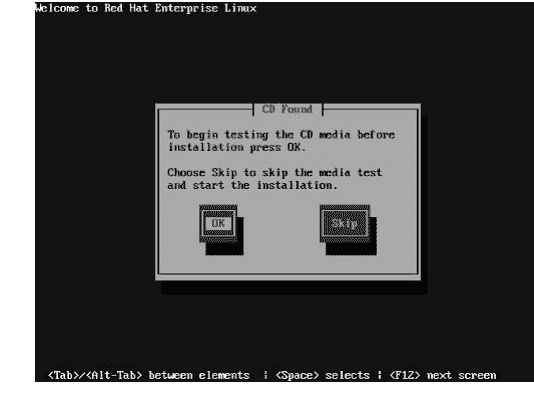 Welcome to Red Hat Enterprise Linux
CD Found
To begin testing the CD media before
installation press OK.
Choose Skip to skip the media test
and start the installation.
OK Skip
<Tab>/<Alt-Tab> between elements | <Space> selects | <F12> next screen